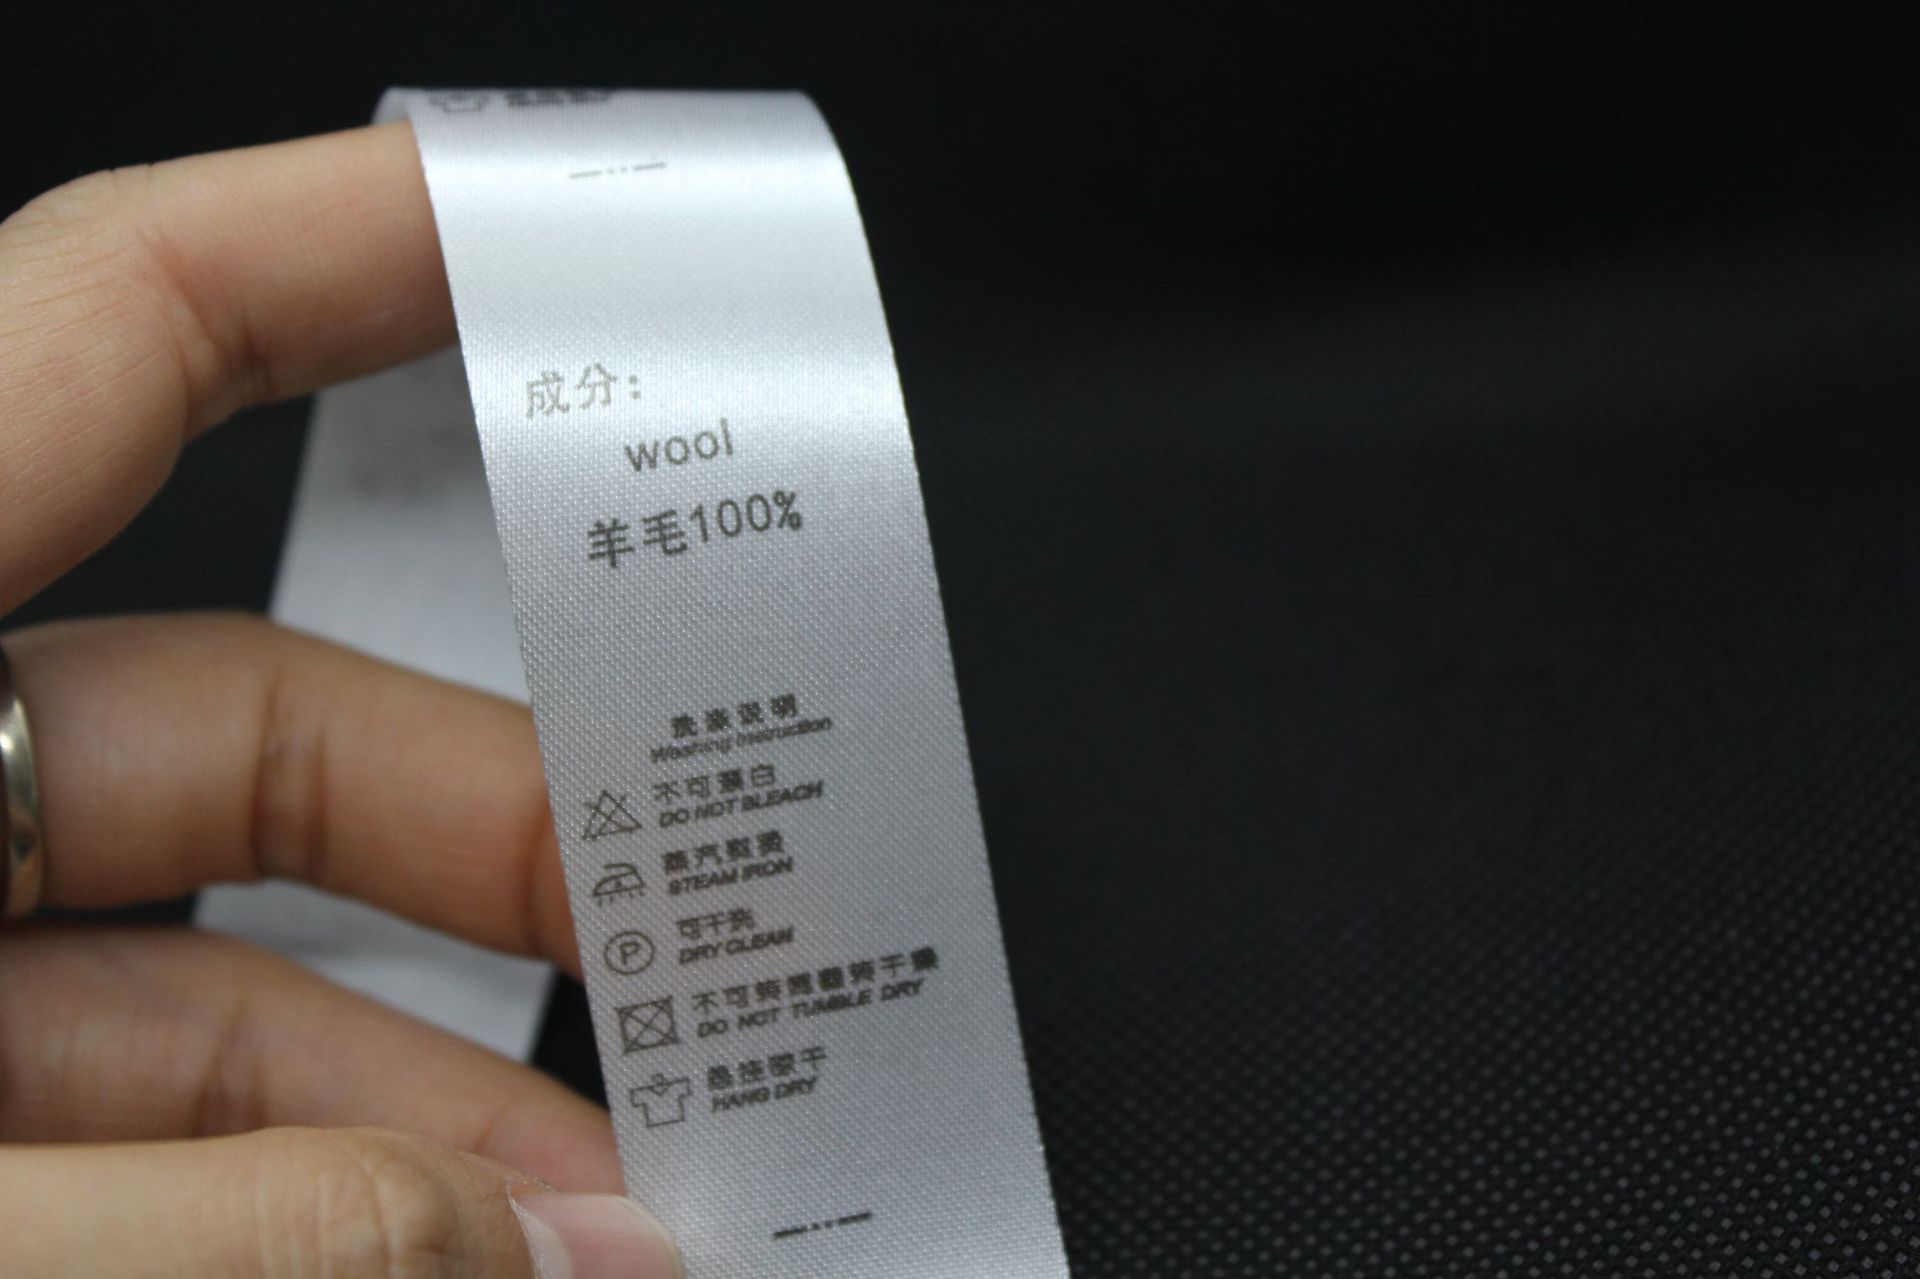 成分:
wool
羊毛100%
洗涤说明
Washing Instruction
不可漂白
DO NOT BLEACH
蒸汽熨烫
STEAM IRON
P
可干洗
DRY CLEAN
不可转笼翻转干燥
DO NOT TUMBLE DRY
悬挂晾干
HANG DRY